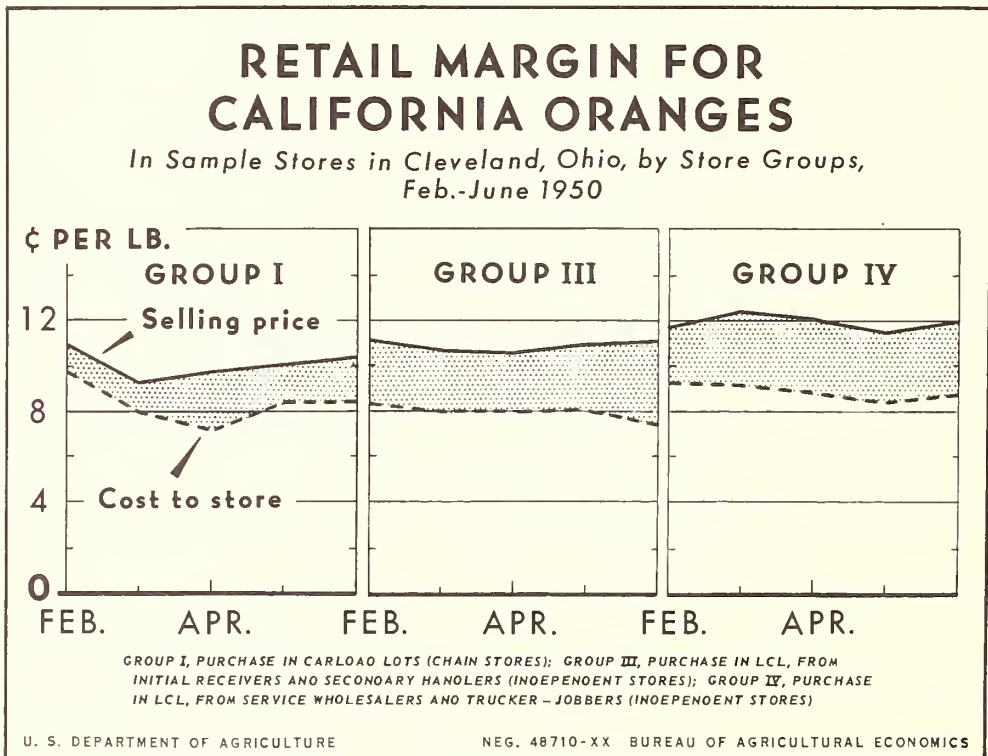 RETAIL MARGIN FOR
CALIFORNIA ORANGES
In Sample Stores in Cleveland, Ohio, by Store Groups,
Feb.-June 1950
¢ PER LB.
GROUP I
GROUP III
GROUP IV
12
Selling price
8
Cost to store
4
0
FEB. APR. FEB. APR. FEB. APR.
GROUP I, PURCHASE IN CARLOAO LOTS (CHAIN STORES); GROUP III, PURCHASE IN LCL, FROM
INITIAL RECEIVERS AND SECONOARY HANOLERS (INOEPENOENT STORES); GROUP IV, PURCHASE
IN LCL, FROM SERVICE WHOLESALERS AND TRUCKER-JOBBERS (INOEPENOENT STORES)
U. S. DEPARTMENT OF AGRICULTURE NEG. 48710-XX BUREAU OF AGRICULTURAL ECONOMICS